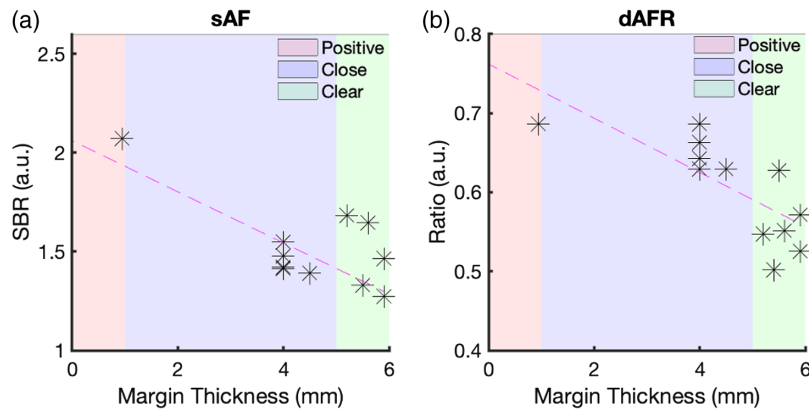 (a) sAF
2.5
2
1.5
1
SBR (a.u.)
Positive
Close
Clear
0 2 4 6
Margin Thickness (mm)
(b) dAFR
0.8
0.7
0.6
0.5
0.4
Ratio (a.u.)
Positive
Close
Clear
0 2 4 6
Margin Thickness (mm)